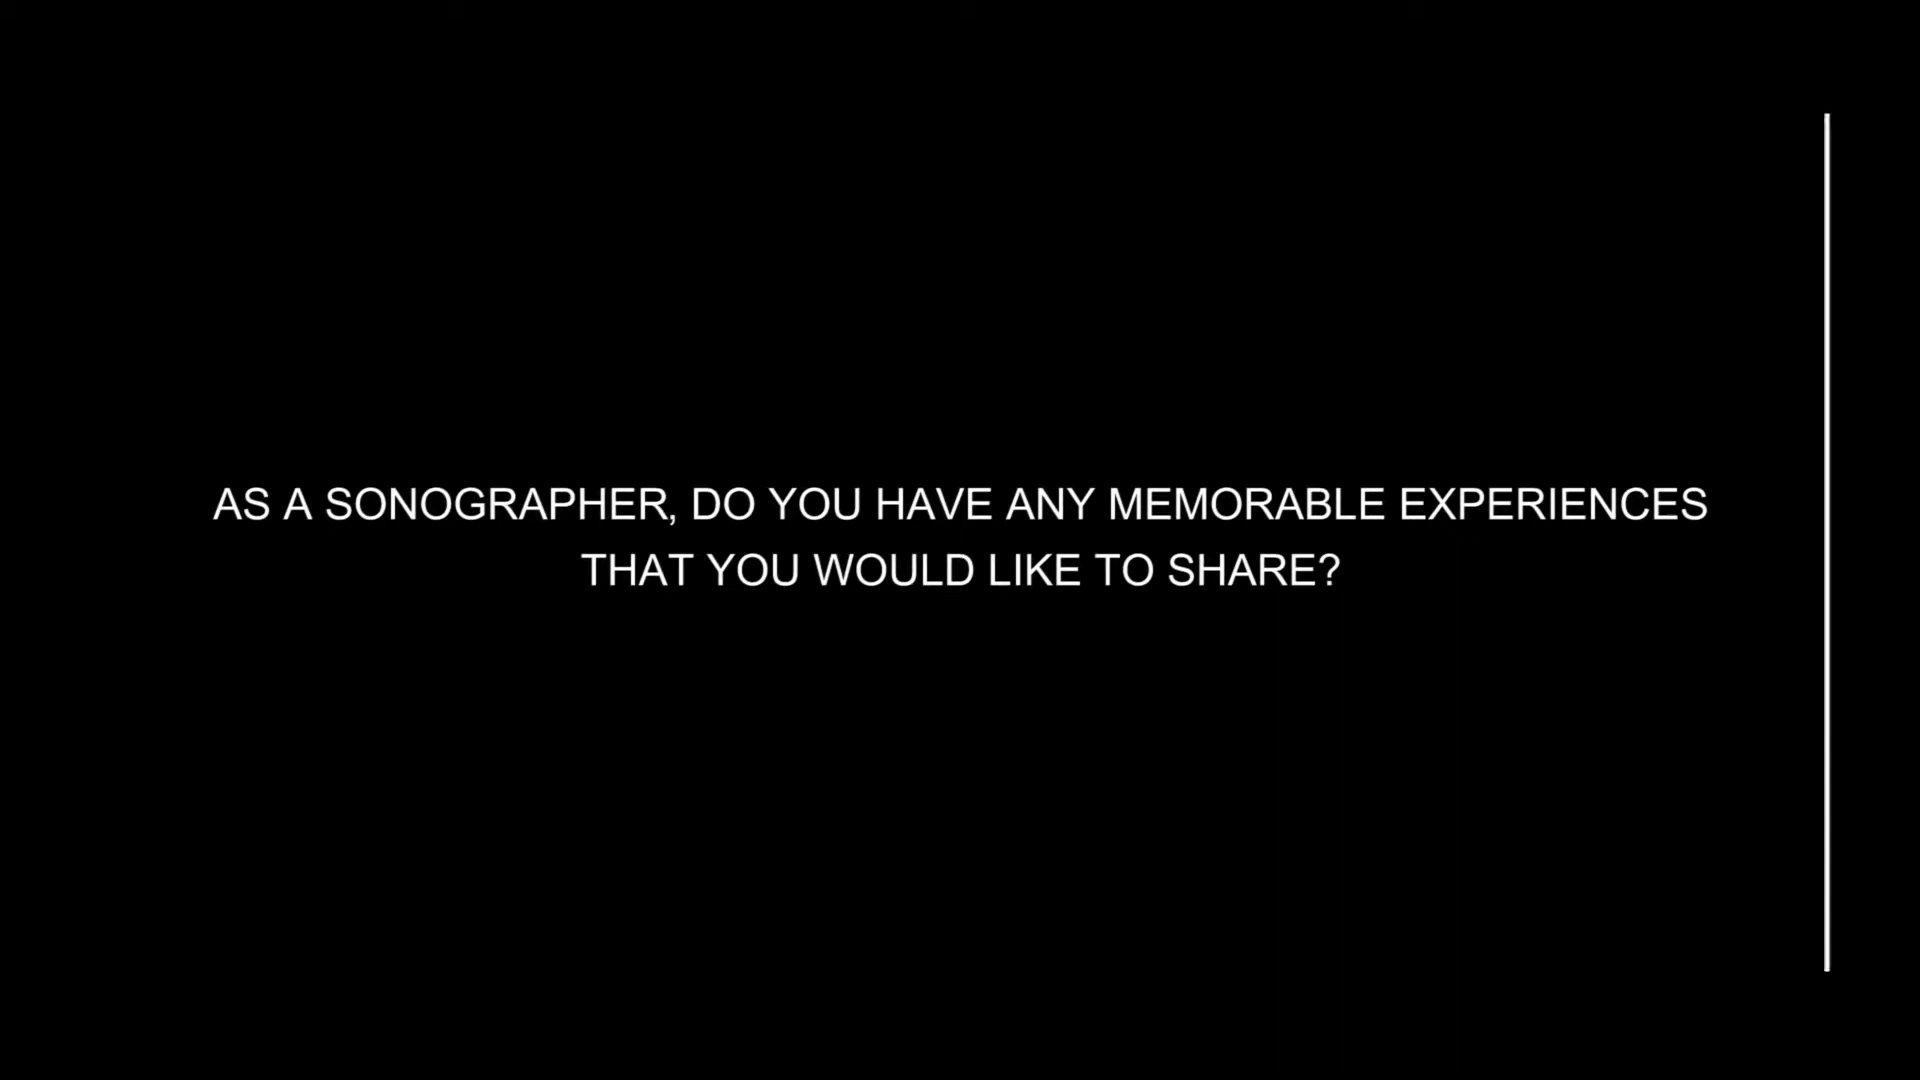 AS A SONOGRAPHER, DO YOU HAVE ANY MEMORABLE EXPERIENCES
THAT YOU WOULD LIKE TO SHARE?